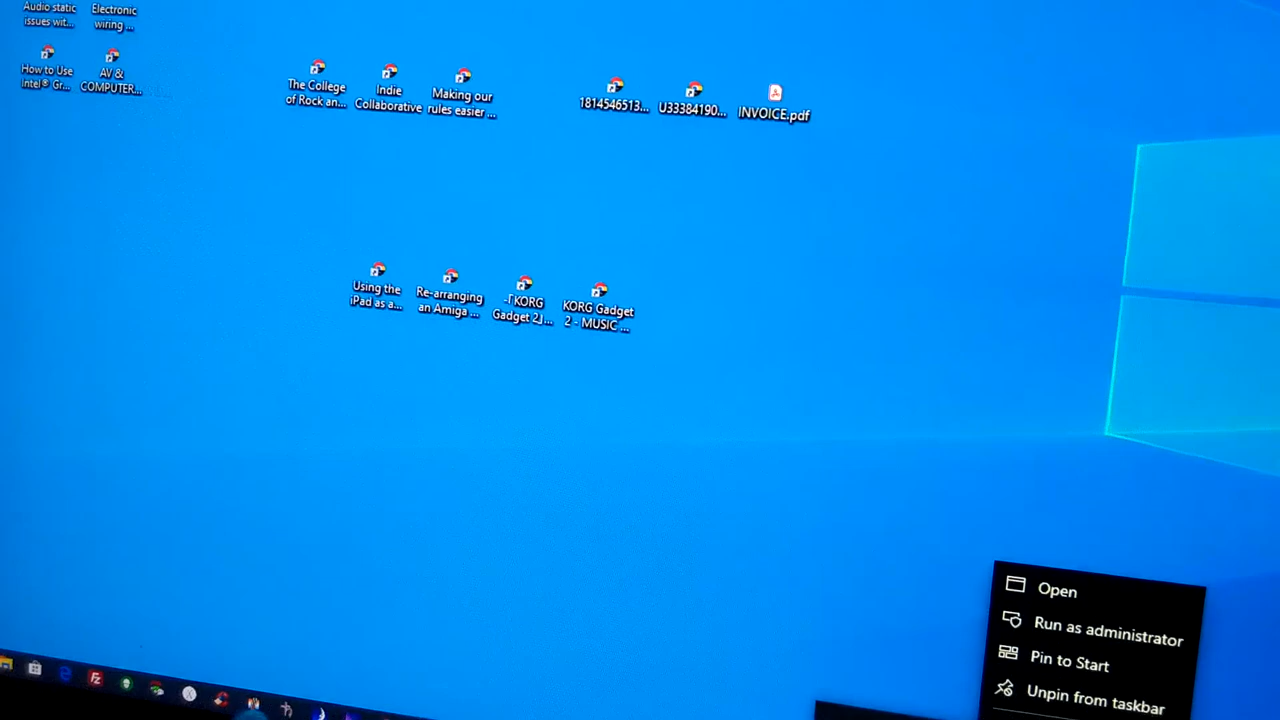 Audio static
issues wit...
Electronic
wiring ...
How to Use
Intel® Gr...
AV &
COMPUTER...
The College
of Rock an...
Indie
Collaborative
Making our
rules easier ...
1814546513...
U33384190...
INVOICE.pdf
Using the
iPad as a...
Re-arranging
an Amiga ...
-「KORG
Gadget 2」...
KORG Gadget
2 - MUSIC ...
Open
Run as administrator
Pin to Start
Unpin from taskbar